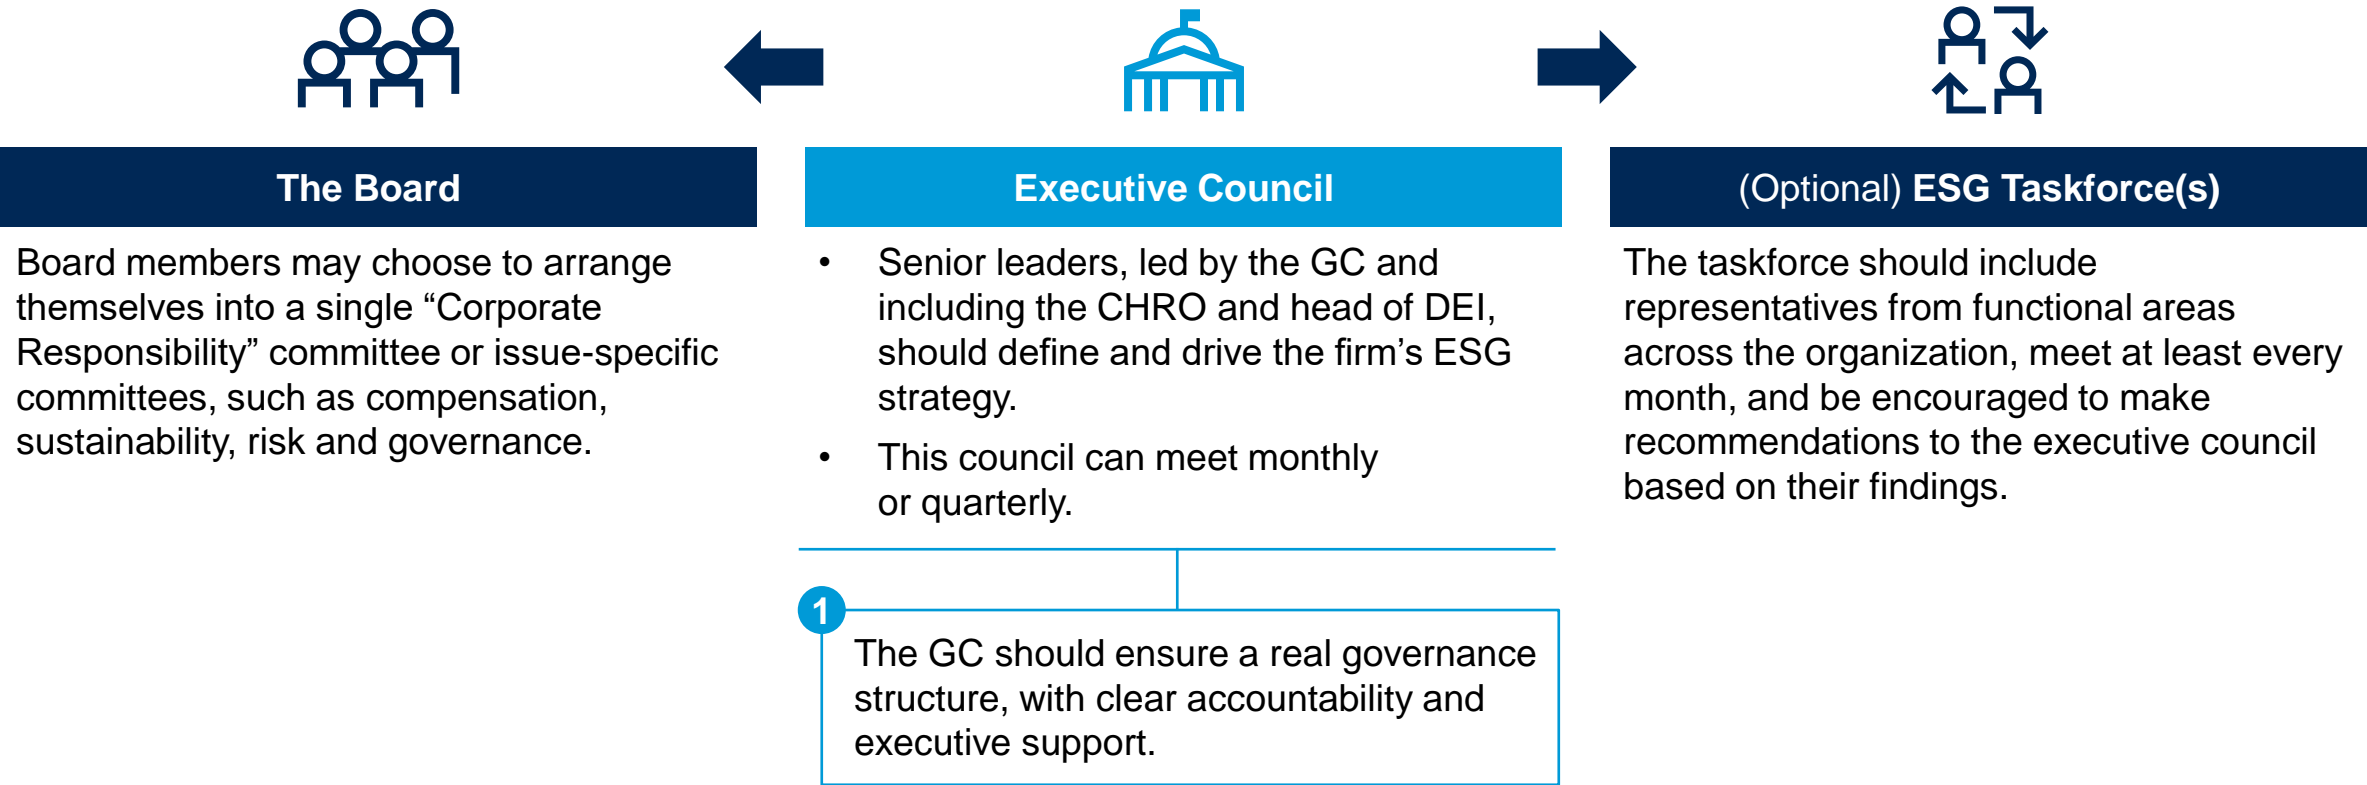 The Board
Board members may choose to arrange
themselves into a single “Corporate
Responsibility” committee or issue-specific
committees, such as compensation,
sustainability, risk and governance.
Executive Council
• Senior leaders, led by the GC and
including the CHRO and head of DEI,
should define and drive the firm’s ESG
strategy.
• This council can meet monthly
or quarterly.
1
The GC should ensure a real governance
structure, with clear accountability and
executive support.
(Optional) ESG Taskforce(s)
The taskforce should include
representatives from functional areas
across the organization, meet at least every
month, and be encouraged to make
recommendations to the executive council
based on their findings.